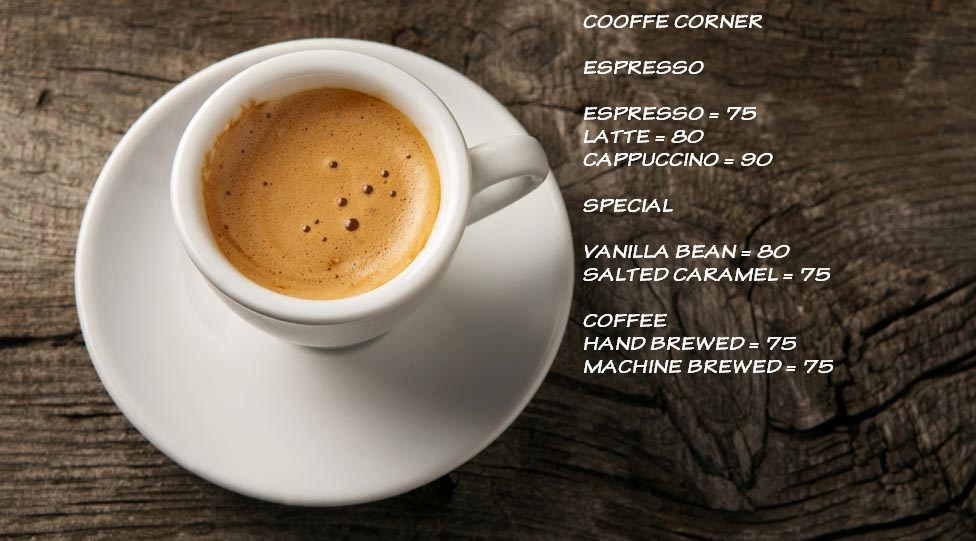 COOFFE CORNER
ESPRESSO
ESPRESSO = 75
LATTE = 80
CAPPUCCINO = 90
SPECIAL
VANILLA BEAN = 80
SALTED CARAMEL = 75
COFFEE
HAND BREWED = 75
MACHINE BREWED = 75